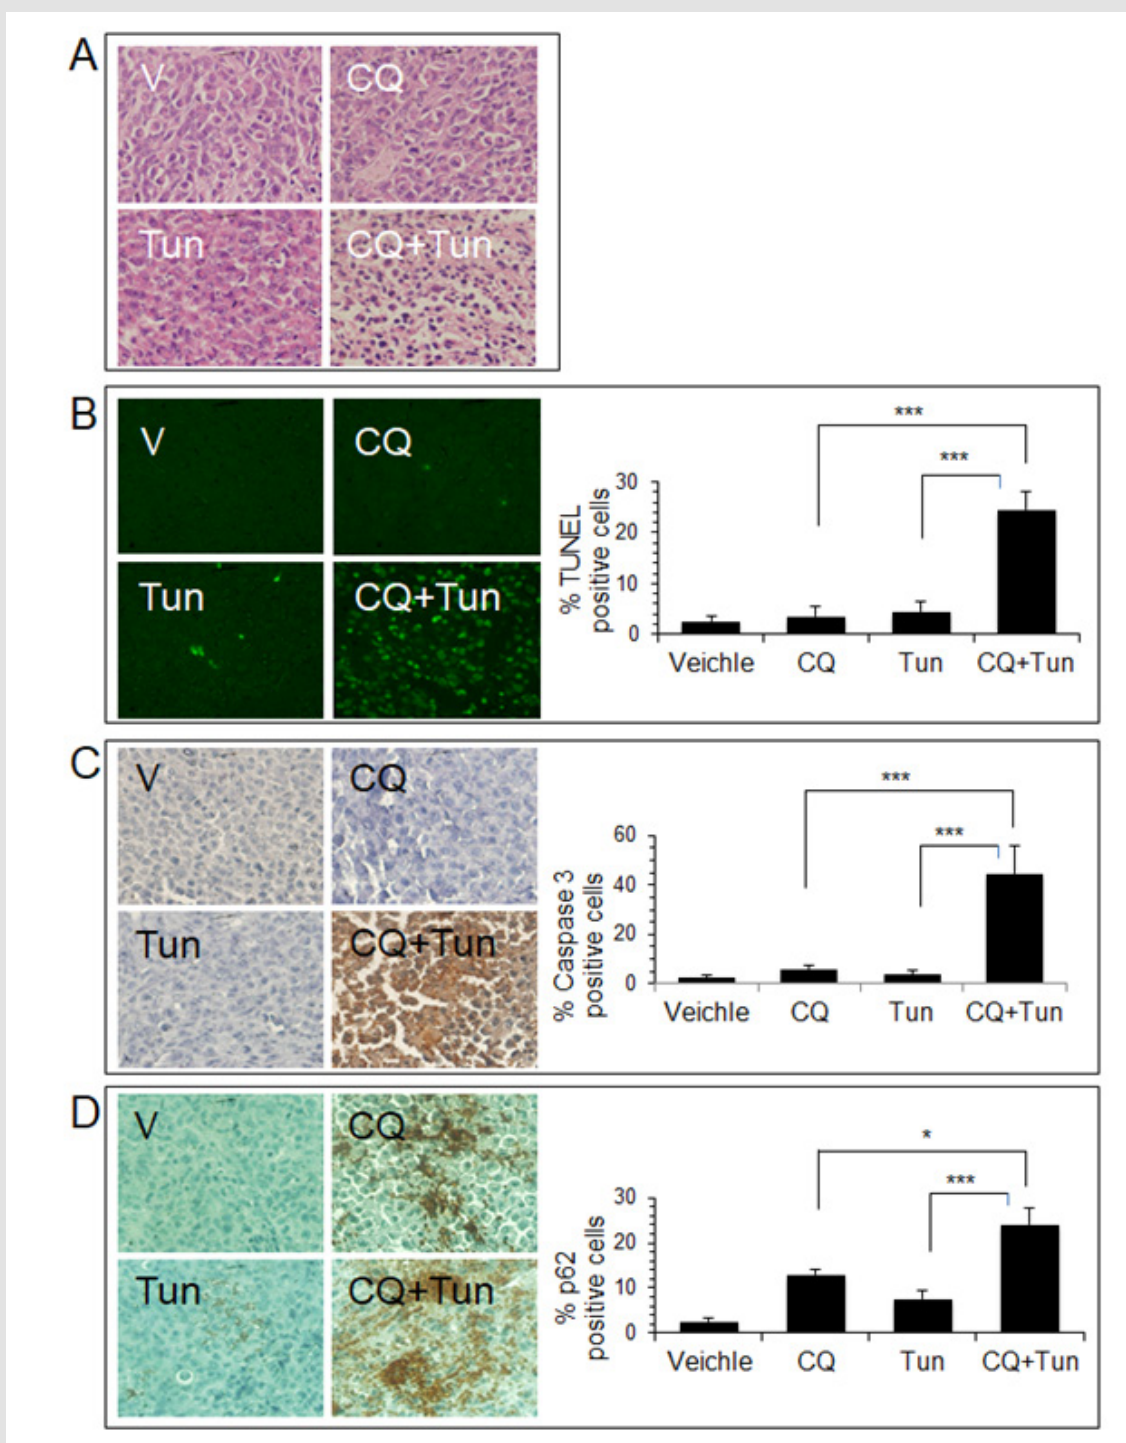 A
V
CQ
Tun
CQ+Tun
B
V
CQ
Tun
CQ+Tun
***
***
% TUNEL
positive cells
30
20
10
0
Veichle
CQ
Tun
CQ+Tun
C
V
CQ
Tun
CQ+Tun
***
***
% Caspase 3
positive cells
60
40
20
0
Veichle
CQ
Tun
CQ+Tun
D
V
CQ
Tun
CQ+Tun
*
***
% p62
positive cells
30
20
10
0
Veichle
CQ
Tun
CQ+Tun